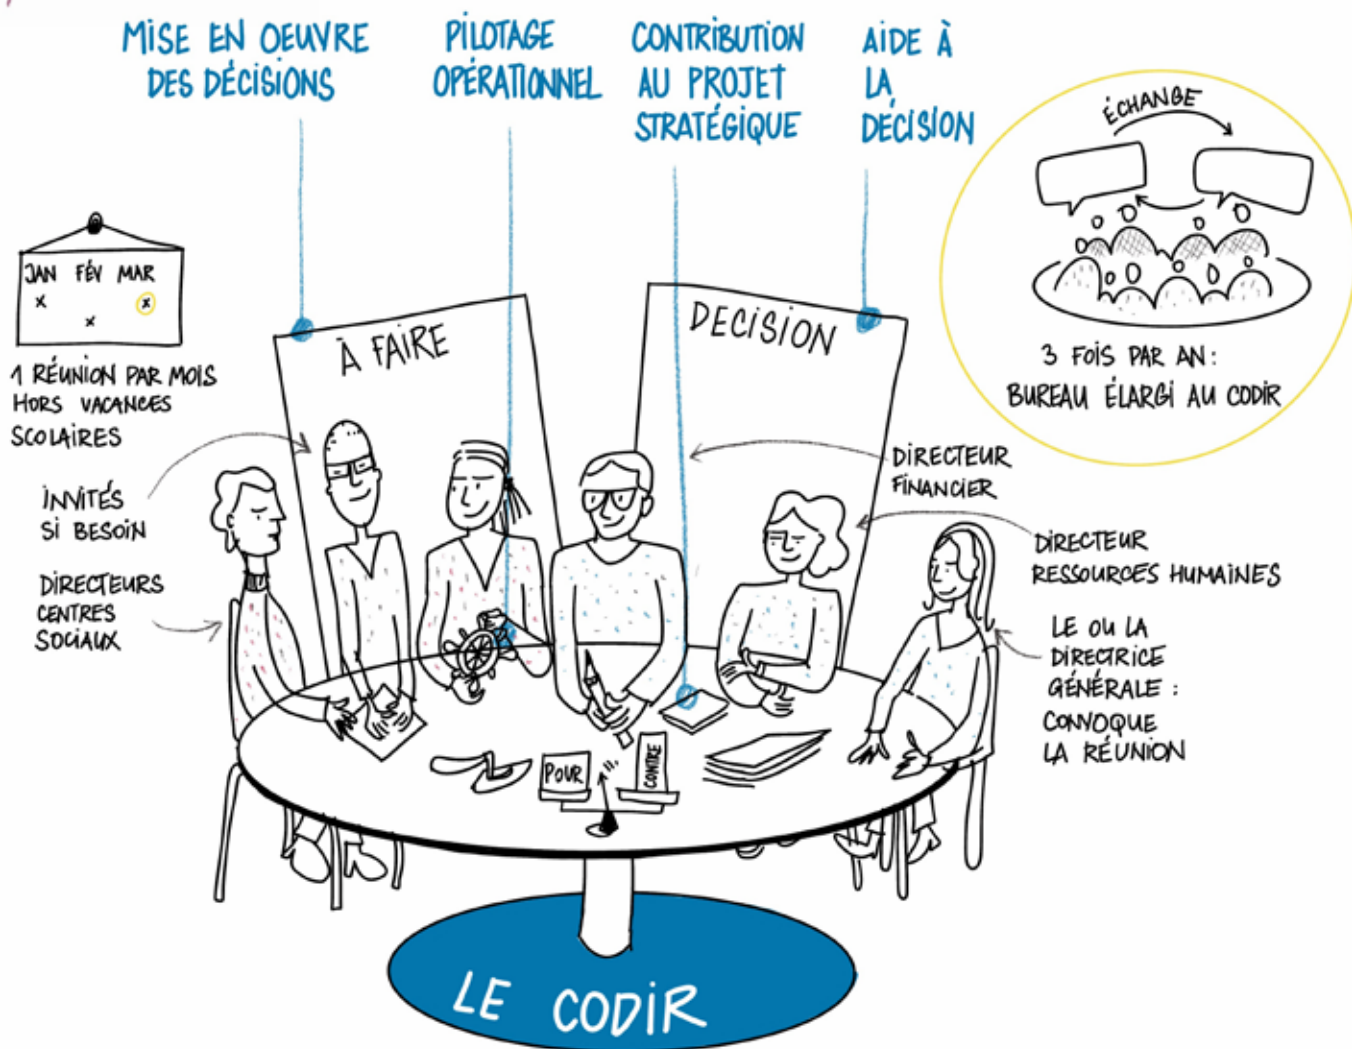 MISE EN OEUVRE
DES DÉCISIONS
PILOTAGE
OPÉRATIONNEL
CONTRIBUTION
AU PROJET
STRATÉGIQUE
AIDE À
LA
DÉCISION
ÉCHANGE
3 FOIS PAR AN :
BUREAU ÉLARGI AU CODIR
JAN FÉV MAR
x x
x
1 RÉUNION PAR MOIS
HORS VACANCES
SCOLAIRES
À FAIRE
DECISION
INVITÉS
SI BESOIN
DIRECTEURS
CENTRES
SOCIAUX
DIRECTEUR
FINANCIER
DIRECTEUR
RESSOURCES HUMAINES
LE OU LA
DIRECTRICE
GÉNÉRALE :
CONVOQUE
LA RÉUNION
POUR
CONTRE
LE CODIR